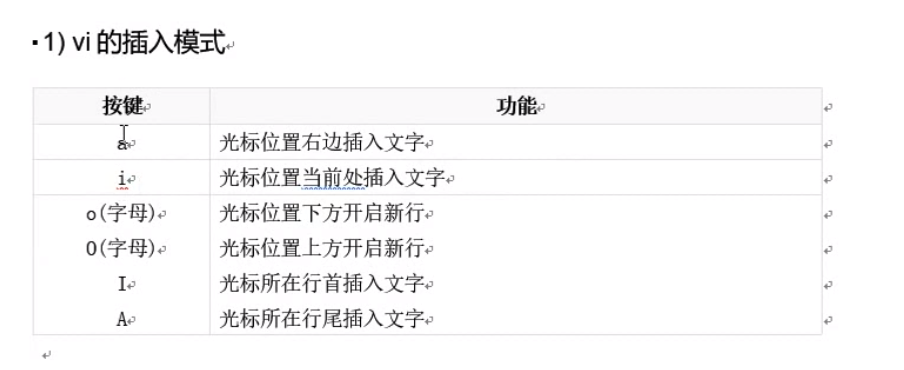 ▪1) vi 的插入模式
按键 功能
a 光标位置右边插入文字
i 光标位置当前处插入文字
o(字母) 光标位置下方开启新行
O(字母) 光标位置上方开启新行
I 光标所在行首插入文字
A 光标所在行尾插入文字